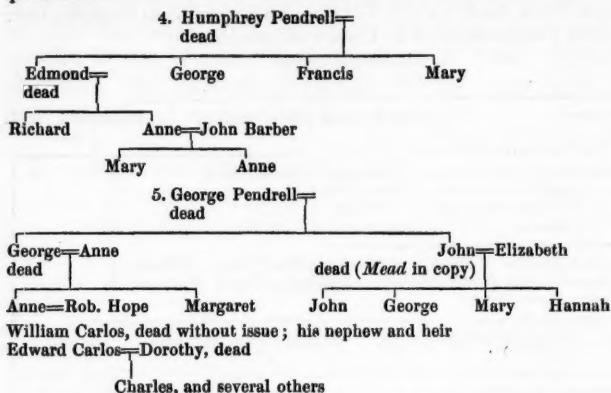 4. Humphrey Pendrell
dead
Edmond George Francis Mary
dead
Richard Anne=John Barber
Mary Anne
5. George Pendrell
dead
George=Anne John=Elizabeth
dead dead (Mead in copy)
Anne=Rob. Hope Margaret John George Mary Hannah
William Carlos, dead without issue; his nephew and heir
Edward Carlos=Dorothy, dead
Charles, and several others